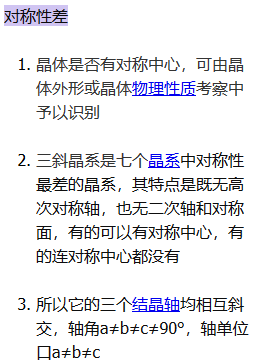 对称性差
1. 晶体是否有对称中心，可由晶
体外形或晶体物理性质考察中
予以识别
2. 三斜晶系是七个晶系中对称性
最差的晶系，其特点是既无高
次对称轴，也无二次轴和对称
面，有的可以有对称中心，有
的连对称中心都没有
3. 所以它的三个结晶轴均相互斜
交，轴角a≠b≠c≠90°，轴单位
口a≠b≠c